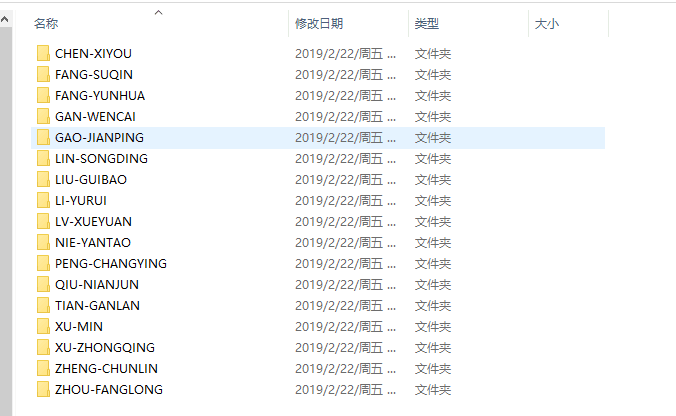 名称 修改日期 类型 大小
CHEN-XIYOU 2019/2/22/周五 ... 文件夹
FANG-SUQIN 2019/2/22/周五 ... 文件夹
FANG-YUNHUA 2019/2/22/周五 ... 文件夹
GAN-WENCAI 2019/2/22/周五 ... 文件夹
GAO-JIANPING 2019/2/22/周五 ... 文件夹
LIN-SONGDING 2019/2/22/周五 ... 文件夹
LIU-GUIBAO 2019/2/22/周五 ... 文件夹
LI-YURUI 2019/2/22/周五 ... 文件夹
LV-XUEYUAN 2019/2/22/周五 ... 文件夹
NIE-YANTAO 2019/2/22/周五 ... 文件夹
PENG-CHANGYING 2019/2/22/周五 ... 文件夹
QIU-NIANJUN 2019/2/22/周五 ... 文件夹
TIAN-GANLAN 2019/2/22/周五 ... 文件夹
XU-MIN 2019/2/22/周五 ... 文件夹
XU-ZHONGQING 2019/2/22/周五 ... 文件夹
ZHENG-CHUNLIN 2019/2/22/周五 ... 文件夹
ZHOU-FANGLONG 2019/2/22/周五 ... 文件夹